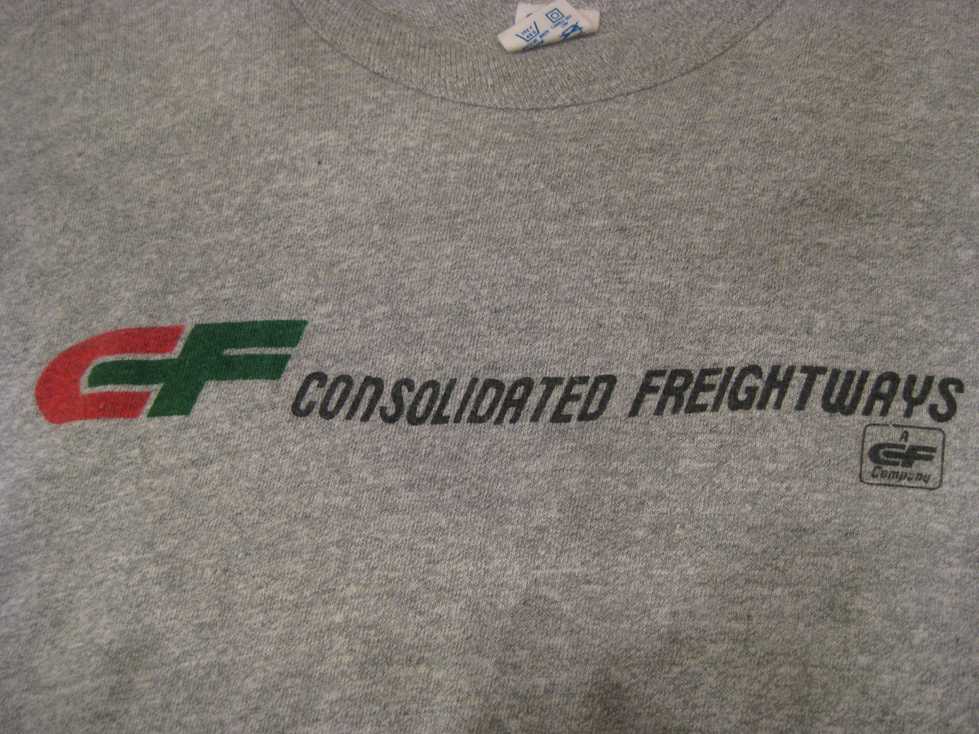 CF CONSOLIDATED FREIGHTWAYS
A
CF
Company